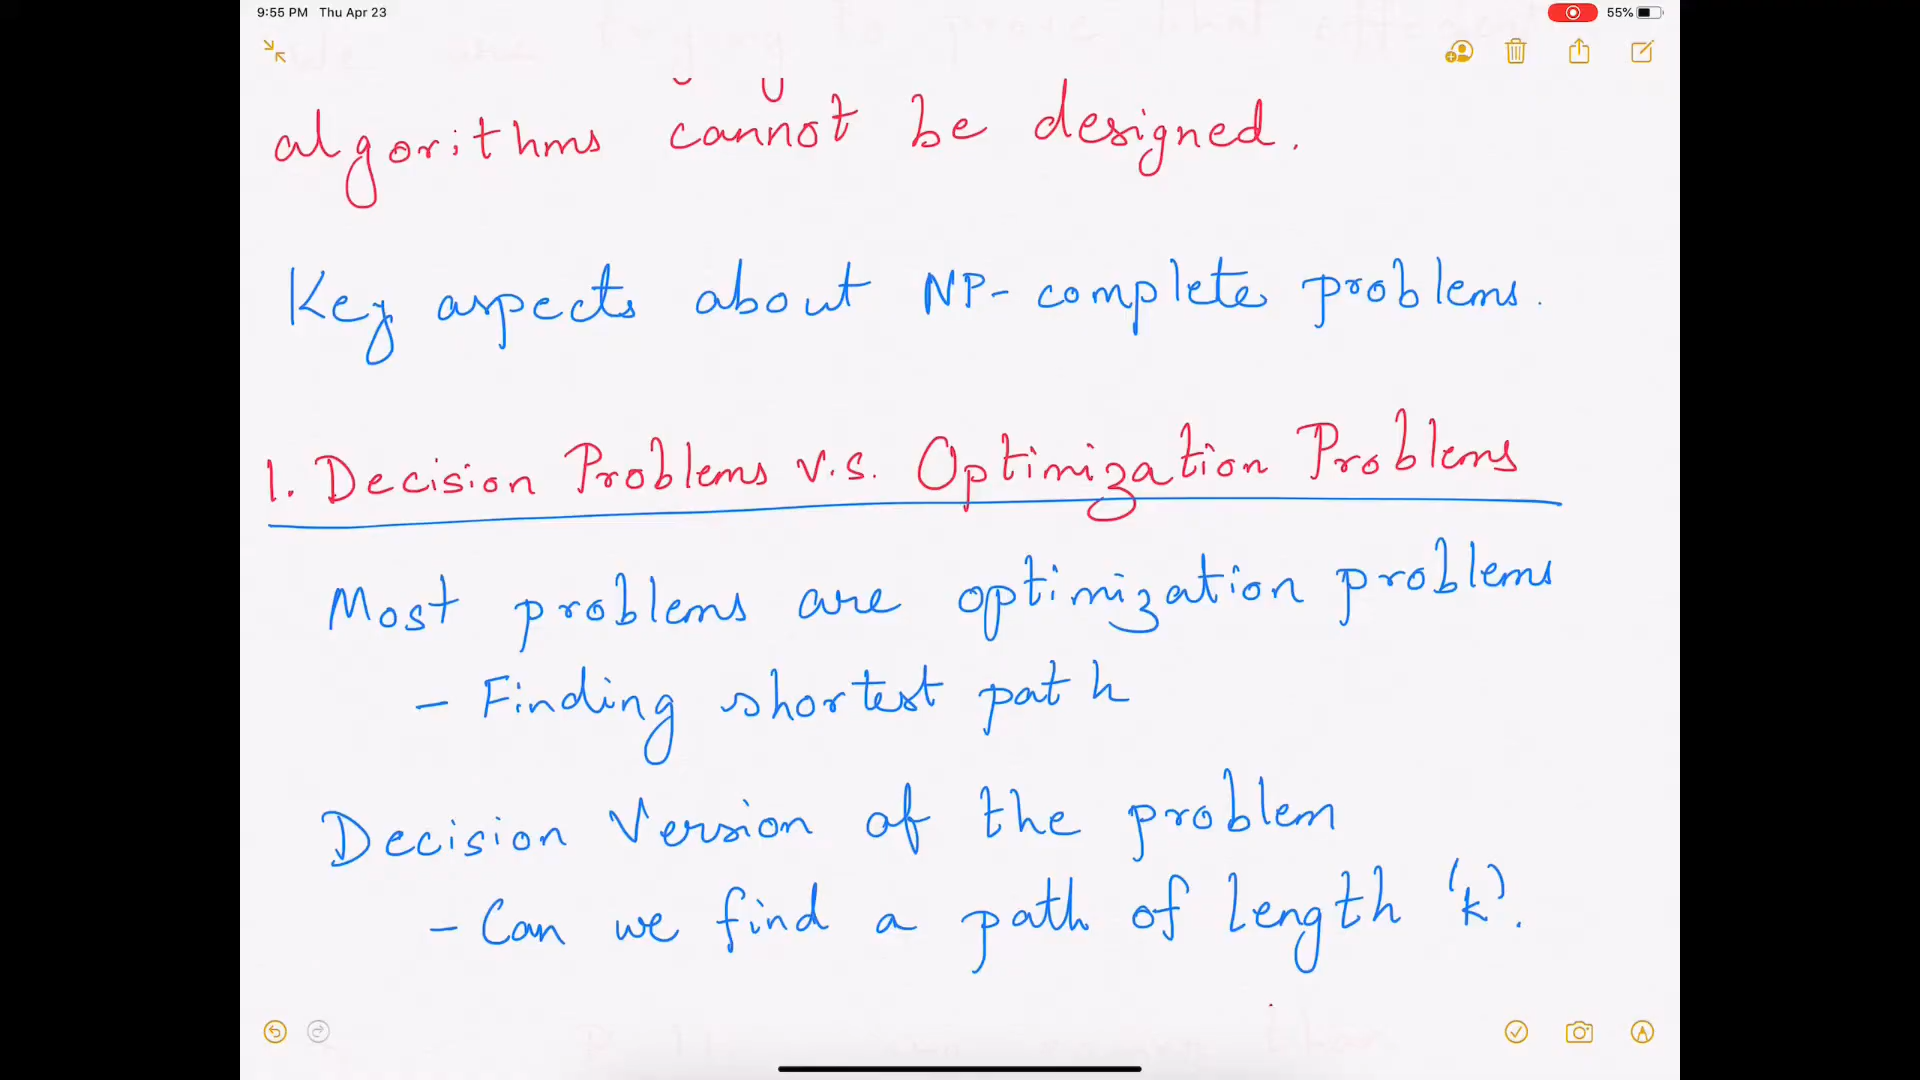 9:55 PM Thu Apr 23
55%
algorithms cannot be designed.
Key aspects about NP-complete problems.
1. Decision Problems v.s. Optimization Problems
Most problems are optimization problems
- Finding shortest path
Decision Version of the problem
- Can we find a path of length 'k'.